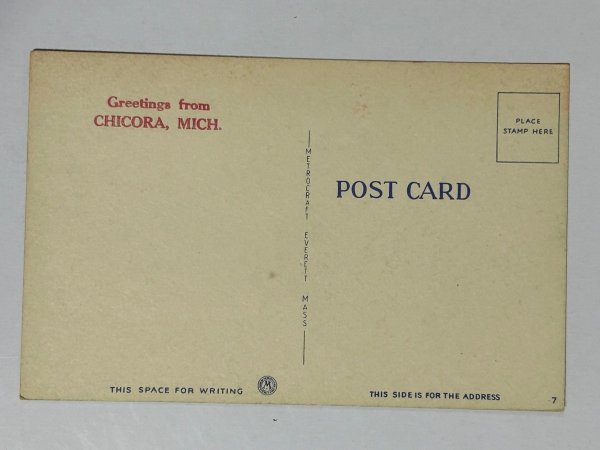 Greetings from
CHICORA, MICH.
PLACE
STAMP HERE
METROCRAFT EVERETT MASS
POST CARD
THIS SPACE FOR WRITING
M
THIS SIDE IS FOR THE ADDRESS
7